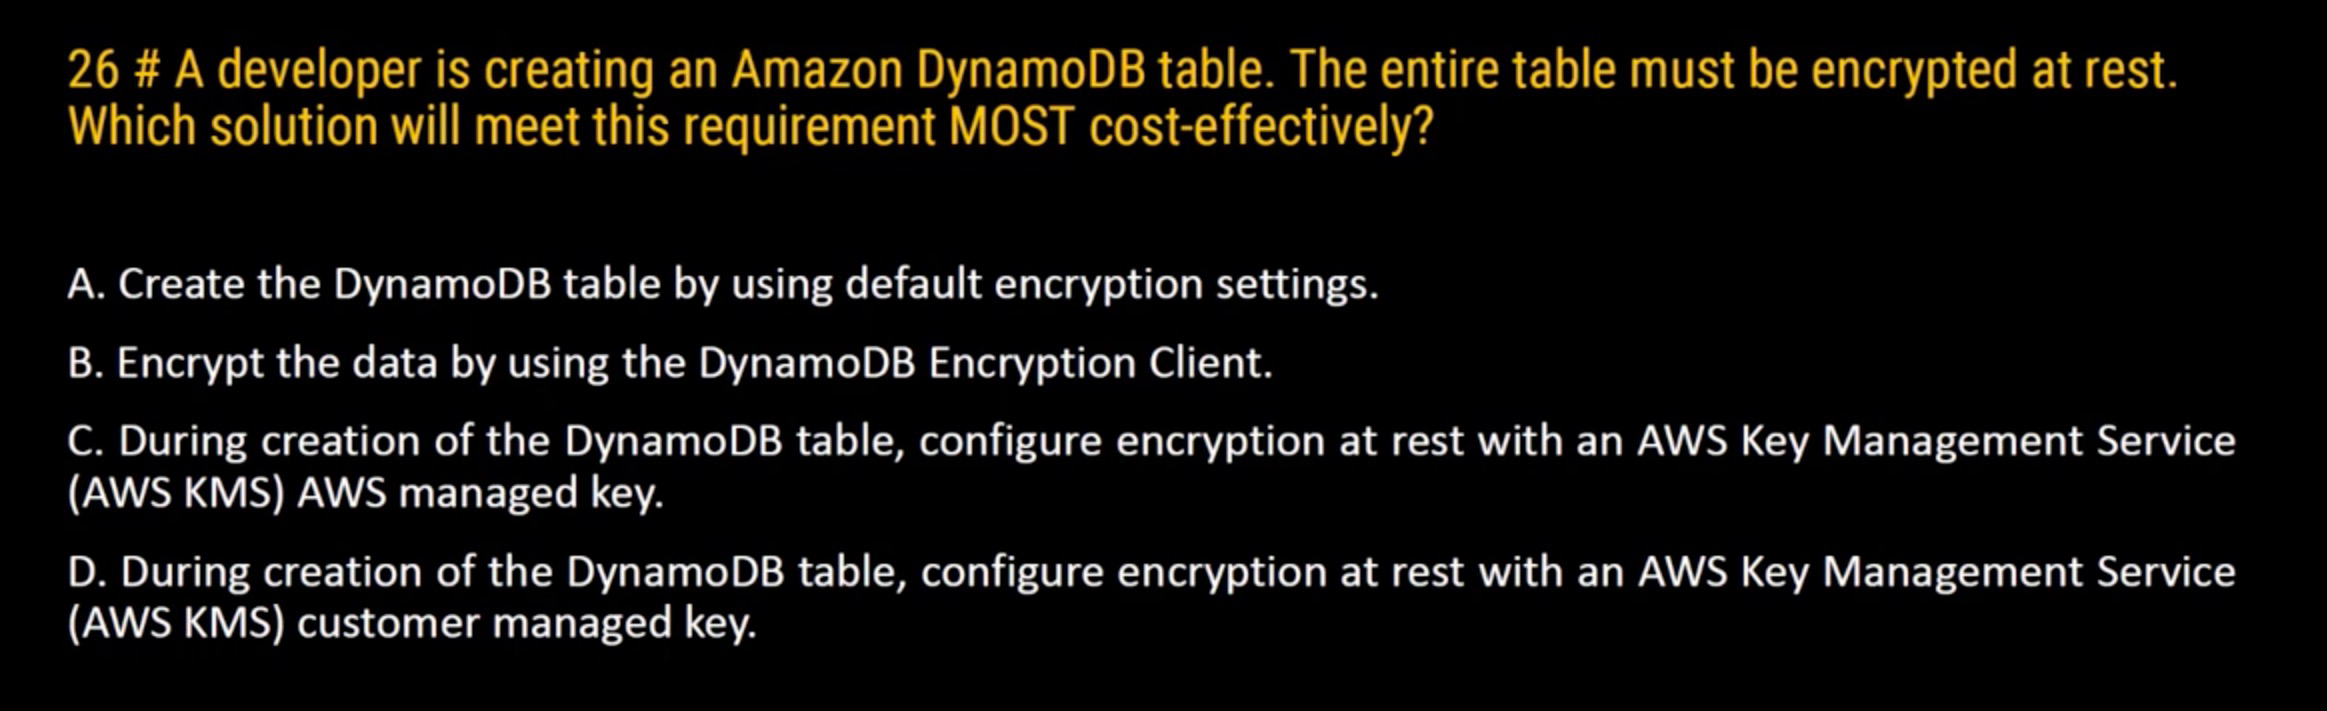 26 # A developer is creating an Amazon DynamoDB table. The entire table must be encrypted at rest.
Which solution will meet this requirement MOST cost-effectively?
A. Create the DynamoDB table by using default encryption settings.
B. Encrypt the data by using the DynamoDB Encryption Client.
C. During creation of the DynamoDB table, configure encryption at rest with an AWS Key Management Service
(AWS KMS) AWS managed key.
D. During creation of the DynamoDB table, configure encryption at rest with an AWS Key Management Service
(AWS KMS) customer managed key.